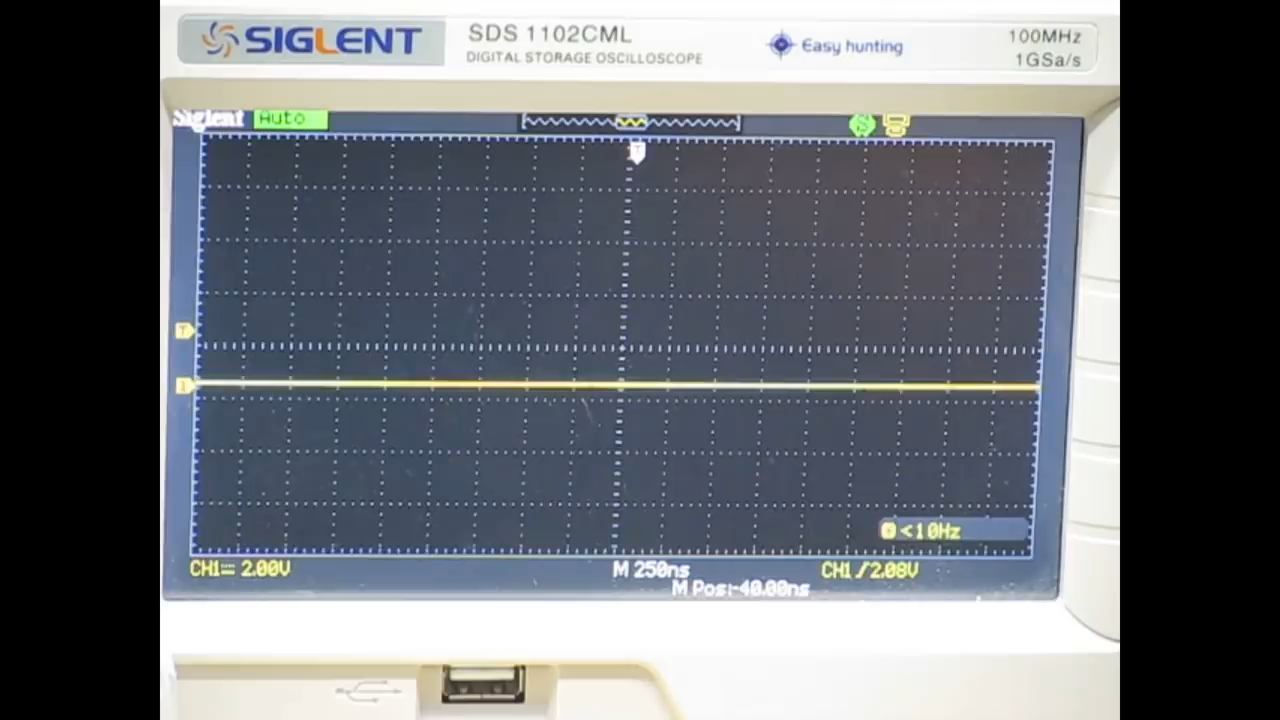 SIGLENT SDS 1102CML Easy hunting 100MHz
DIGITAL STORAGE OSCILLOSCOPE 1GSa/s
Siglent Auto S
T
T
1
<10Hz
CH1 2.00V M 250ns CH1 / 2.08V
M Pos:-40.00ns